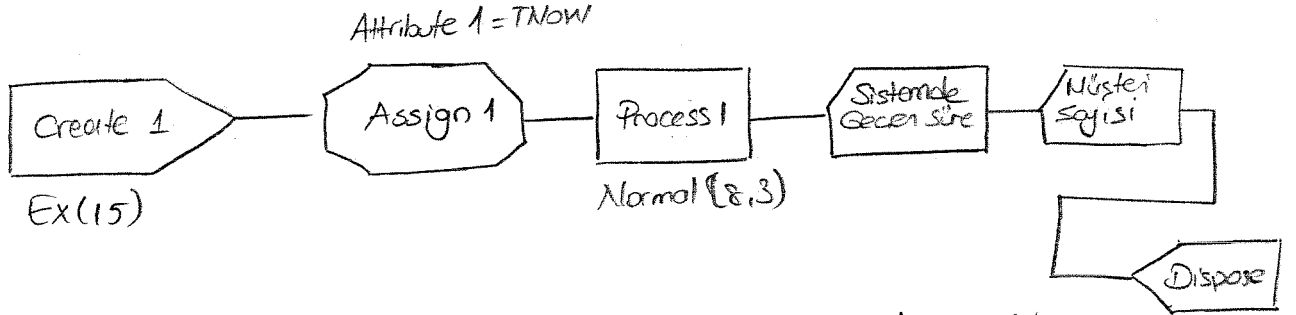 Attribute 1 = TNOW
Create 1
Assign 1
Process 1
Sistemde
Geçen süre
Müşteri
sayisi
Ex(15)
Normal (8,3)
Dispose